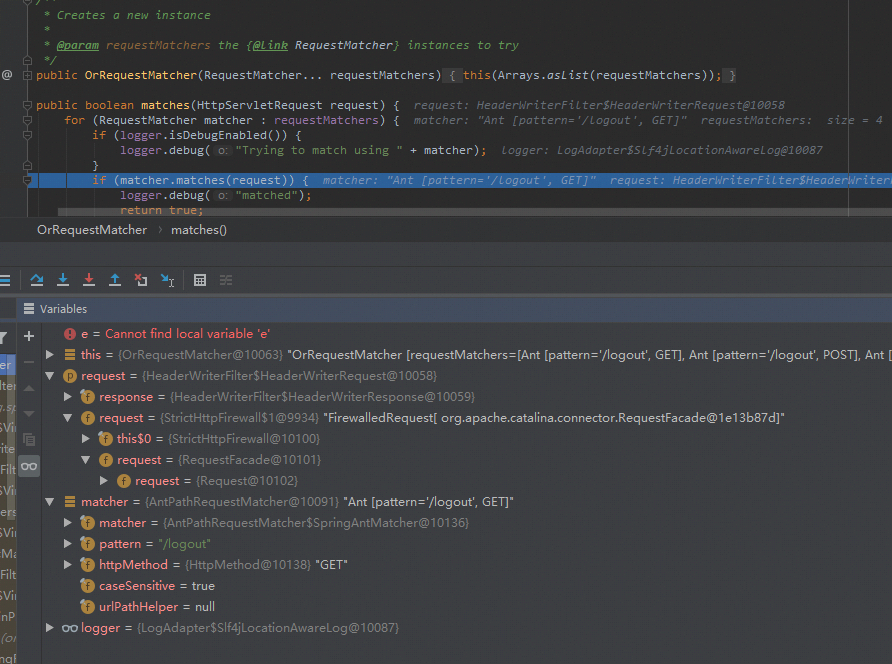 /**
* Creates a new instance
*
* @param requestMatchers the {@link RequestMatcher} instances to try
*/
@ public OrRequestMatcher(RequestMatcher... requestMatchers) { this(Arrays.asList(requestMatchers)); }
public boolean matches(HttpServletRequest request) { request: HeaderWriterFilter$HeaderWriterRequest@10058
for (RequestMatcher matcher : requestMatchers) { matcher: "Ant [pattern='/logout', GET]" requestMatchers: size = 4
if (logger.isDebugEnabled()) {
logger.debug( o: "Trying to match using " + matcher); logger: LogAdapter$Slf4jLocationAwareLog@10087
}
if (matcher.matches(request)) { matcher: "Ant [pattern='/logout', GET]" request: HeaderWriterFilter$HeaderWriter
logger.debug( o: "matched");
return true;
OrRequestMatcher › matches()
Variables
e = Cannot find local variable 'e'
this = {OrRequestMatcher@10063} "OrRequestMatcher [requestMatchers=[Ant [pattern='/logout', GET], Ant [pattern='/logout', POST], Ant [
request = {HeaderWriterFilter$HeaderWriterRequest@10058}
response = {HeaderWriterFilter$HeaderWriterResponse@10059}
request = {StrictHttpFirewall$1@9934} "FirewalledRequest[ org.apache.catalina.connector.RequestFacade@1e13b87d]"
this$0 = {StrictHttpFirewall@10100}
request = {RequestFacade@10101}
request = {Request@10102}
matcher = {AntPathRequestMatcher@10091} "Ant [pattern='/logout', GET]"
matcher = {AntPathRequestMatcher$SpringAntMatcher@10136}
pattern = "/logout"
httpMethod = {HttpMethod@10138} "GET"
caseSensitive = true
urlPathHelper = null
logger = {LogAdapter$Slf4jLocationAwareLog@10087}